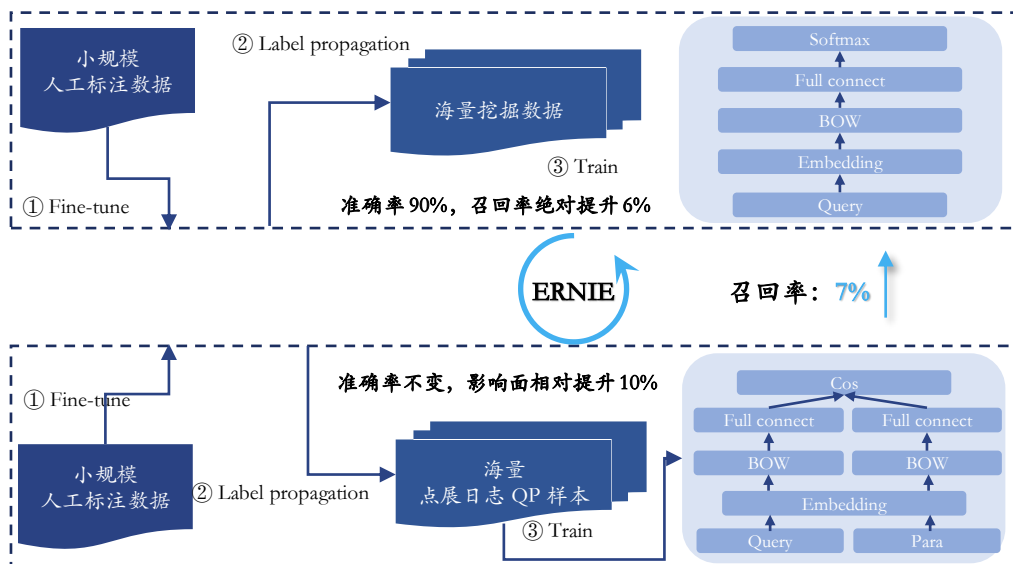 小规模
人工标注数据
② Label propagation
海量挖掘数据
③ Train
① Fine-tune
准确率 90%，召回率绝对提升 6%
Softmax
Full connect
BOW
Embedding
Query
ERNIE
召回率：7%
① Fine-tune
准确率不变，影响面相对提升 10%
小规模
人工标注数据
② Label propagation
海量
点展日志 QP 样本
③ Train
Cos
Full connect Full connect
BOW BOW
Embedding
Query Para